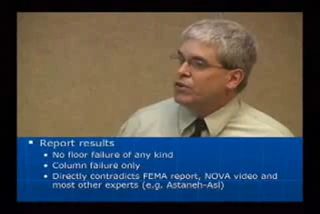 ▪ Report results
• No floor failure of any kind
• Column failure only
• Directly contradicts FEMA report, NOVA video and
most other experts (e.g. Astaneh-Asl)